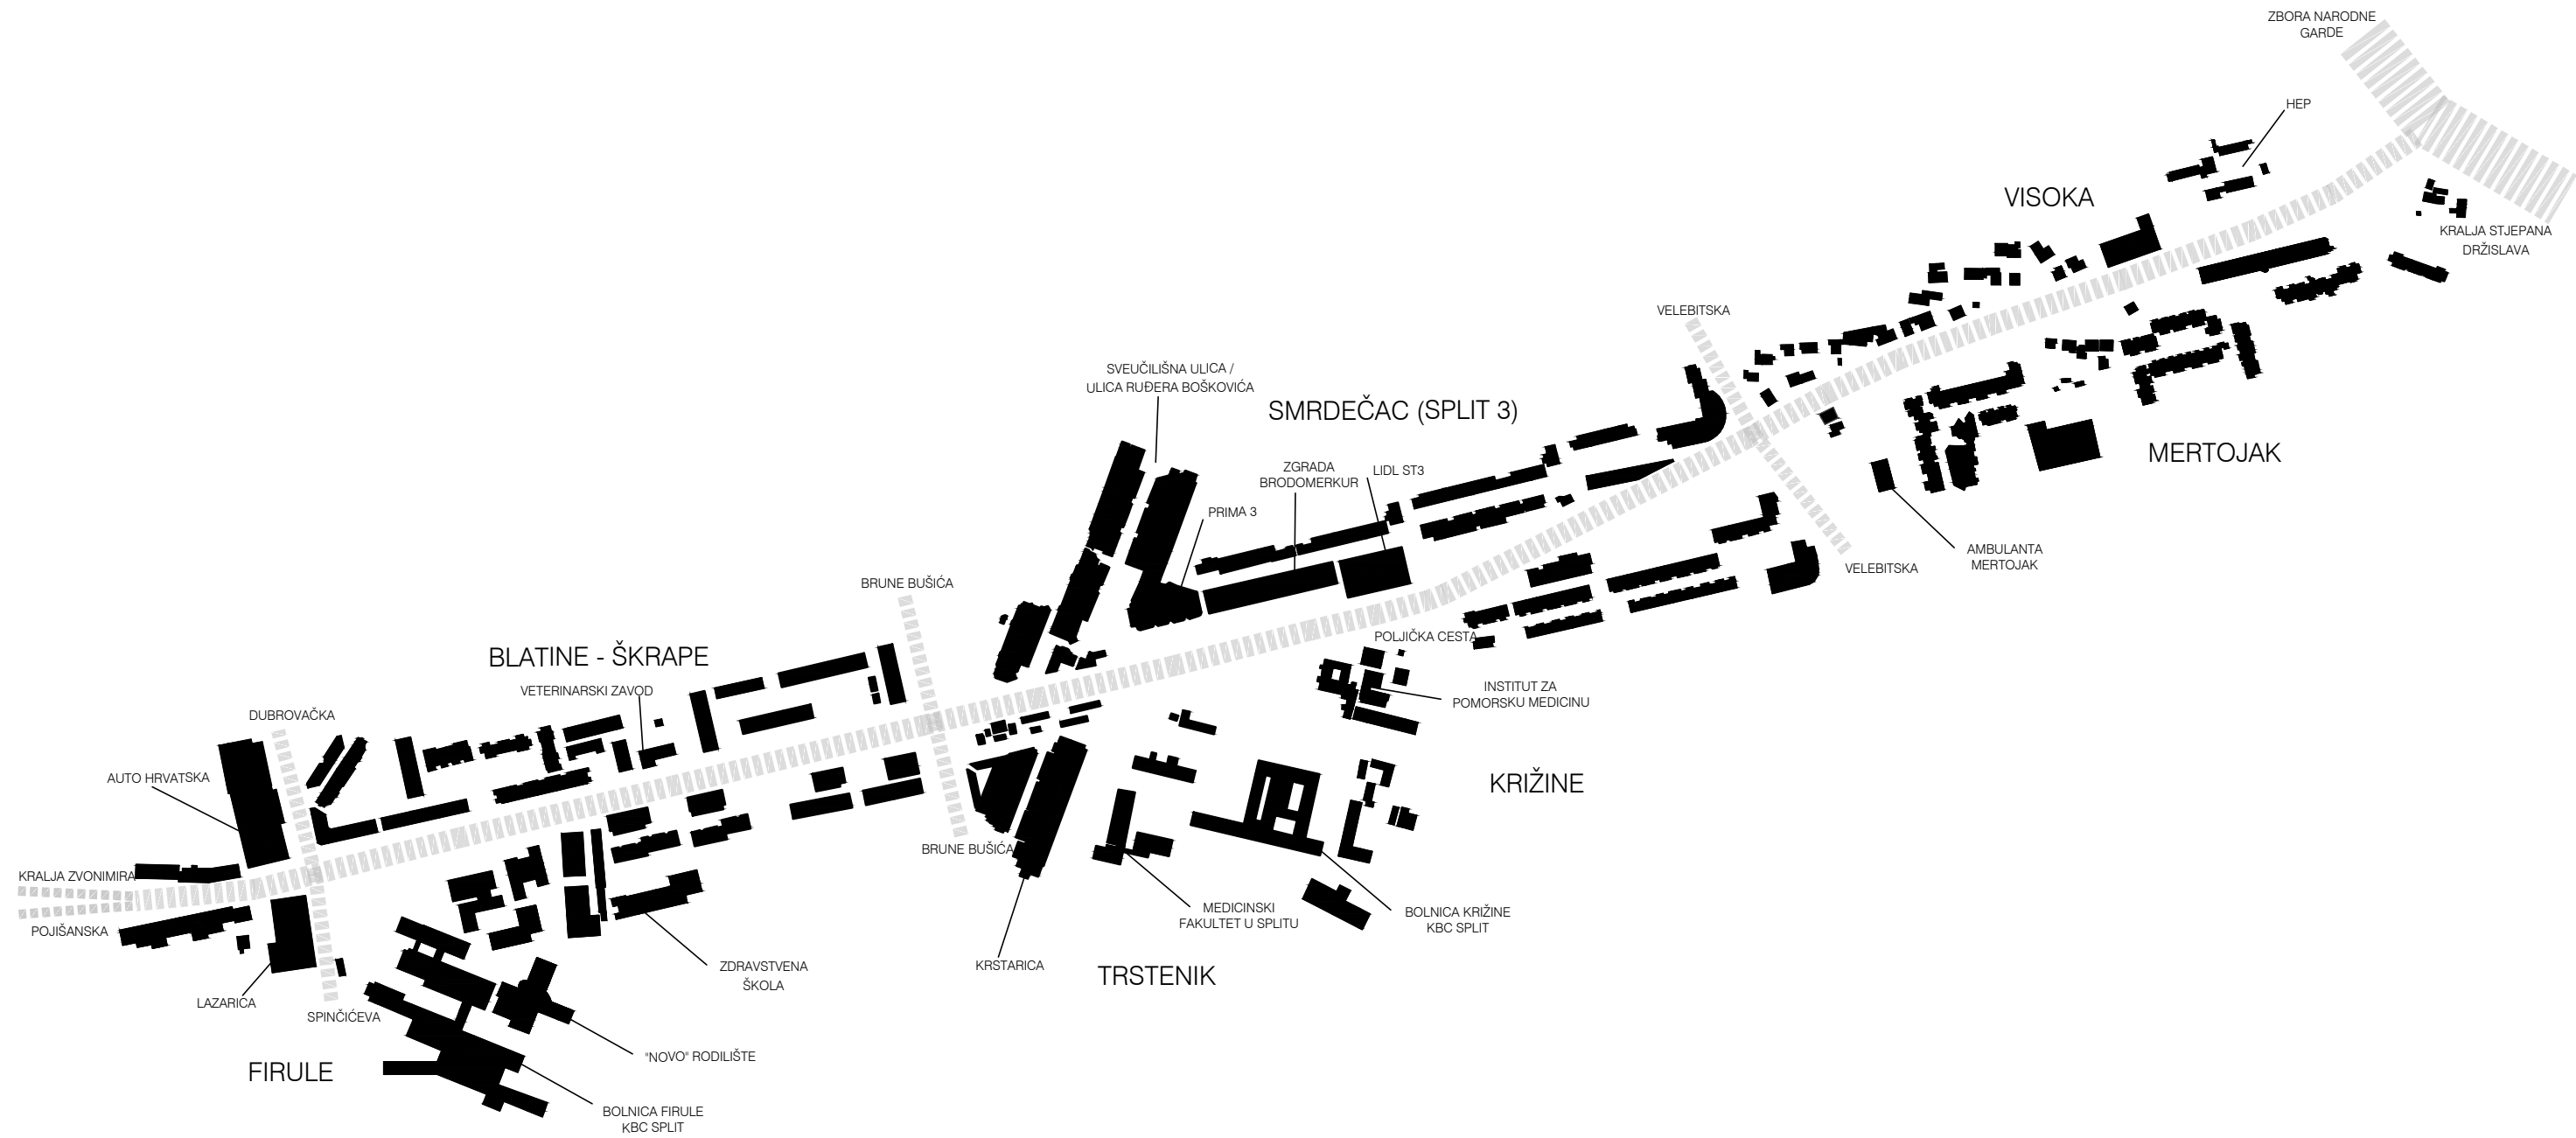 ZBORA NARODNE
GARDE
HEP
VISOKA
KRALJA STJEPANA
DRŽISLAVA
VELEBITSKA
SVEUČILIŠNA ULICA /
ULICA RUĐERA BOŠKOVIĆA
SMRDEČAC (SPLIT 3)
MERTOJAK
ZGRADA
BRODOMERKUR
LIDL ST3
PRIMA 3
AMBULANTA
MERTOJAK
VELEBITSKA
BRUNE BUŠIĆA
POLJIČKA CESTA
BLATINE - ŠKRAPE
VETERINARSKI ZAVOD
INSTITUT ZA
POMORSKU MEDICINU
DUBROVAČKA
AUTO HRVATSKA
KRIŽINE
BRUNE BUŠIĆA
KRALJA ZVONIMIRA
POJIŠANSKA
MEDICINSKI
FAKULTET U SPLITU
BOLNICA KRIŽINE
KBC SPLIT
KRSTARICA
TRSTENIK
ZDRAVSTVENA
ŠKOLA
LAZARICA
SPINČIĆEVA
"NOVO" RODILIŠTE
FIRULE
BOLNICA FIRULE
KBC SPLIT